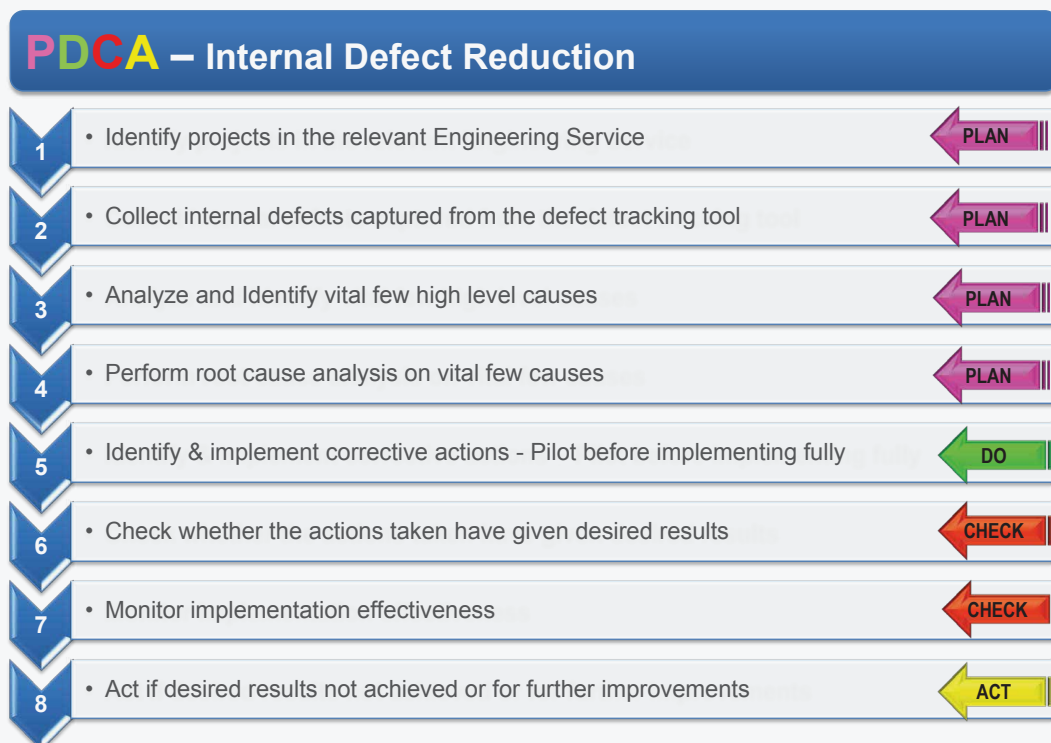 PDCA – Internal Defect Reduction
1 • Identify projects in the relevant Engineering Service PLAN
2 • Collect internal defects captured from the defect tracking tool PLAN
3 • Analyze and Identify vital few high level causes PLAN
4 • Perform root cause analysis on vital few causes PLAN
5 • Identify & implement corrective actions - Pilot before implementing fully DO
6 • Check whether the actions taken have given desired results CHECK
7 • Monitor implementation effectiveness CHECK
8 • Act if desired results not achieved or for further improvements ACT